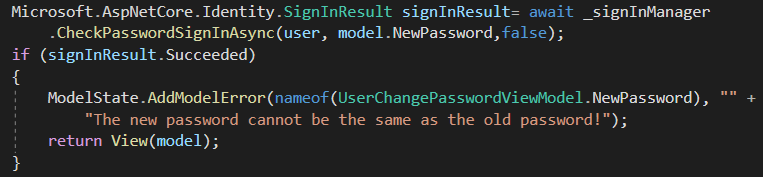 Microsoft.AspNetCore.Identity.SignInResult signInResult= await _signInManager
.CheckPasswordSignInAsync(user, model.NewPassword,false);
if (signInResult.Succeeded)
{
ModelState.AddModelError(nameof(UserChangePasswordViewModel.NewPassword), "" +
"The new password cannot be the same as the old password!");
return View(model);
}